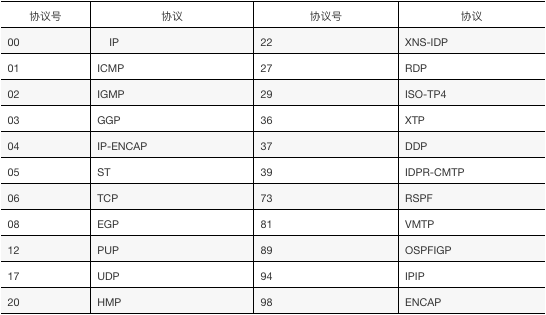 协议号 协议 协议号 协议
00 IP 22 XNS-IDP
01 ICMP 27 RDP
02 IGMP 29 ISO-TP4
03 GGP 36 XTP
04 IP-ENCAP 37 DDP
05 ST 39 IDPR-CMTP
06 TCP 73 RSPF
08 EGP 81 VMTP
12 PUP 89 OSPFIGP
17 UDP 94 IPIP
20 HMP 98 ENCAP